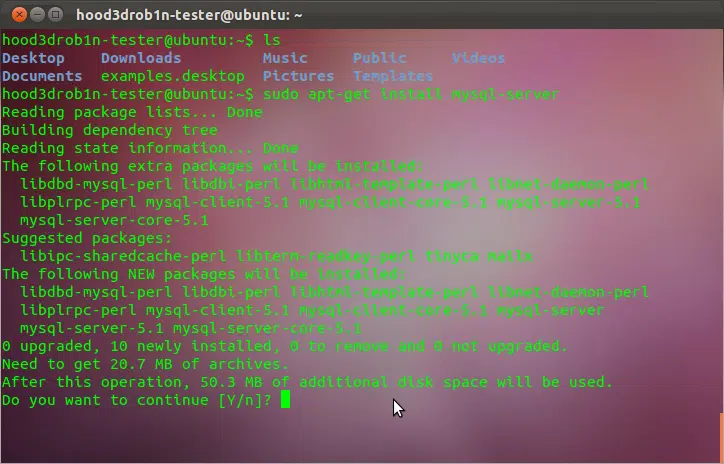 hood3drob1n-tester@ubuntu: ~
hood3drob1n-tester@ubuntu:~$ ls
Desktop Downloads Music Public Videos
Documents examples.desktop Pictures Templates
hood3drob1n-tester@ubuntu:~$ sudo apt-get install mysql-server
Reading package lists... Done
Building dependency tree
Reading state information... Done
The following extra packages will be installed:
libdbd-mysql-perl libdbi-perl libhtml-template-perl libnet-daemon-perl
libplrpc-perl mysql-client-5.1 mysql-client-core-5.1 mysql-server-5.1
mysql-server-core-5.1
Suggested packages:
libipc-sharedcache-perl libterm-readkey-perl tinyca mailx
The following NEW packages will be installed:
libdbd-mysql-perl libdbi-perl libhtml-template-perl libnet-daemon-perl
libplrpc-perl mysql-client-5.1 mysql-client-core-5.1 mysql-server
mysql-server-5.1 mysql-server-core-5.1
0 upgraded, 10 newly installed, 0 to remove and 0 not upgraded.
Need to get 20.7 MB of archives.
After this operation, 50.3 MB of additional disk space will be used.
Do you want to continue [Y/n]?